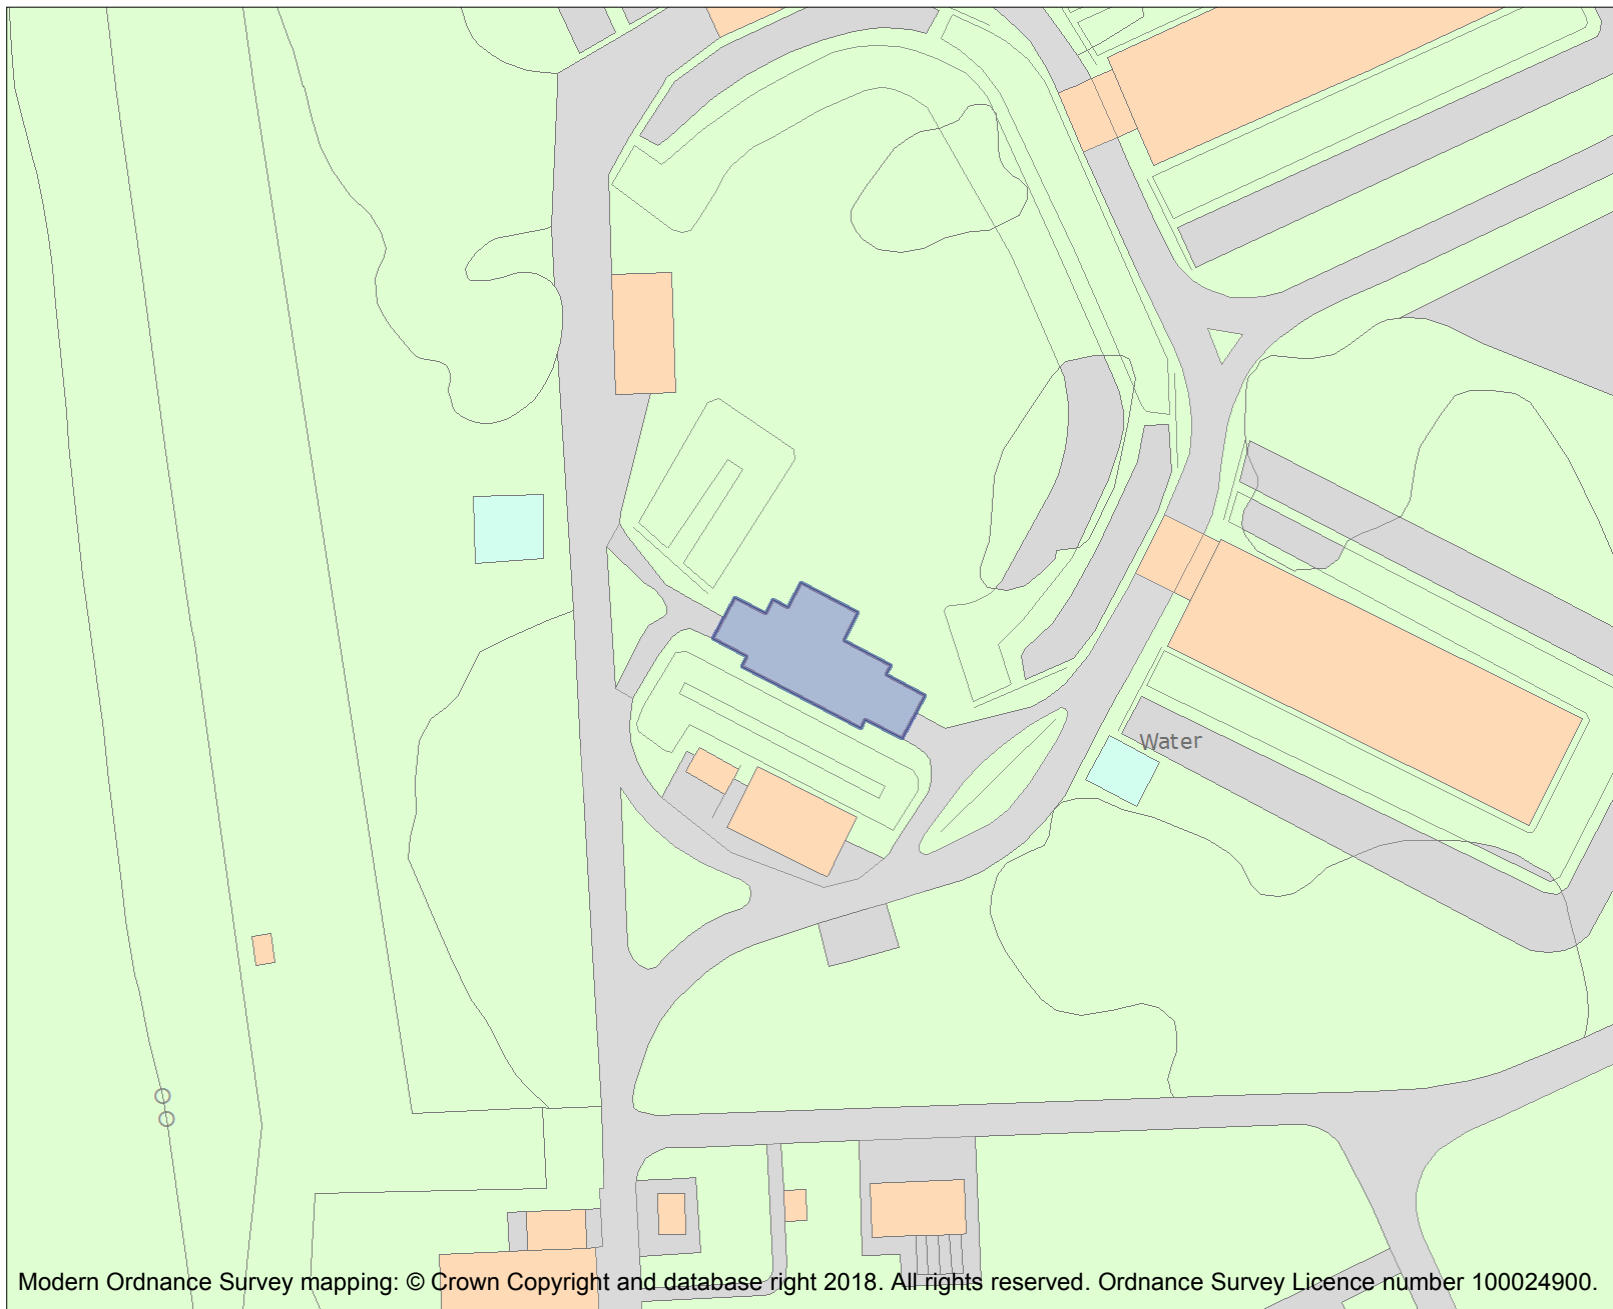 Water
Modern Ordnance Survey mapping: © Crown Copyright and database right 2018. All rights reserved. Ordnance Survey Licence number 100024900.